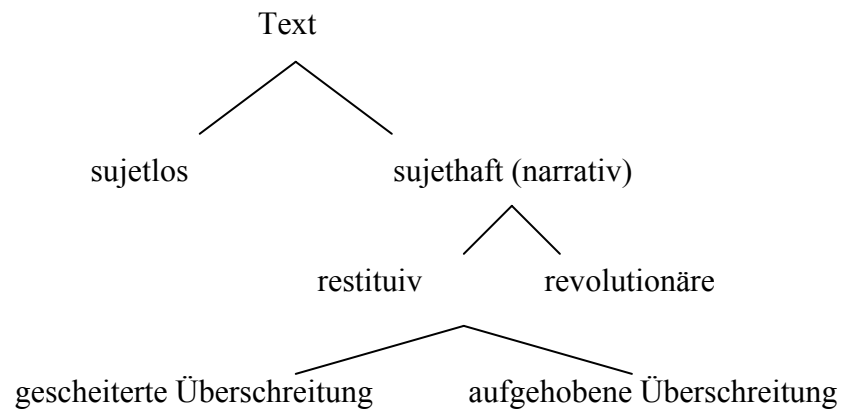 Text
sujetlos sujethaft (narrativ)
restituiv revolutionäre
gescheiterte Überschreitung aufgehobene Überschreitung